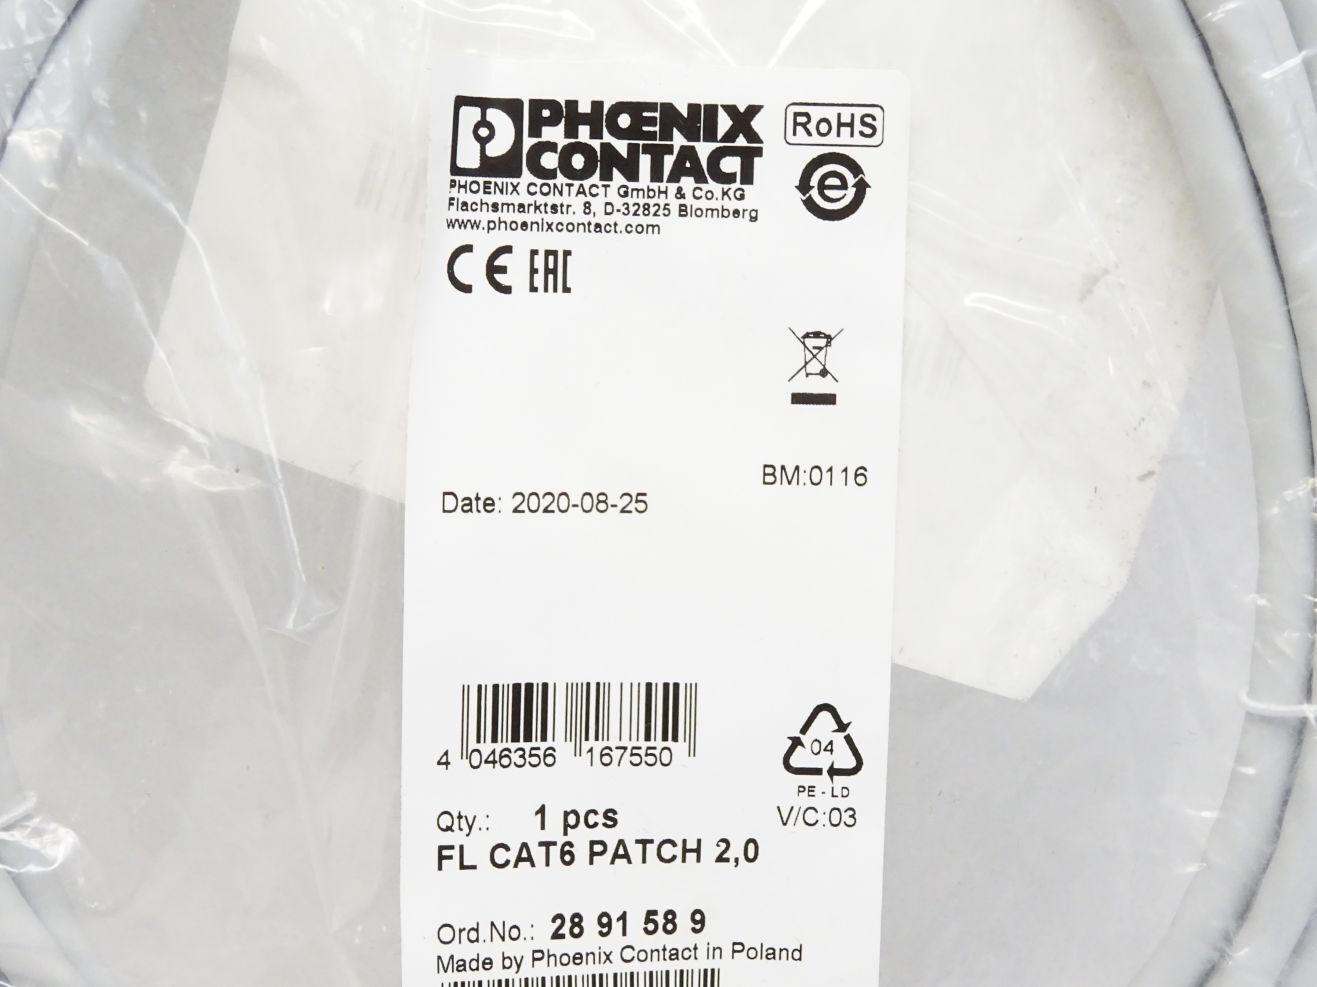 PHŒNIX
CONTACT
RoHS
e
PHOENIX CONTACT GmbH & Co.KG
Flachsmarktstr. 8, D-32825 Blomberg
www.phoenixcontact.com
CE EAC
BM:0116
Date: 2020-08-25
4 046356 167550
04
PE-LD
Qty.: 1 pcs
V/C:03
FL CAT6 PATCH 2,0
Ord.No.: 28 91 58 9
Made by Phoenix Contact in Poland